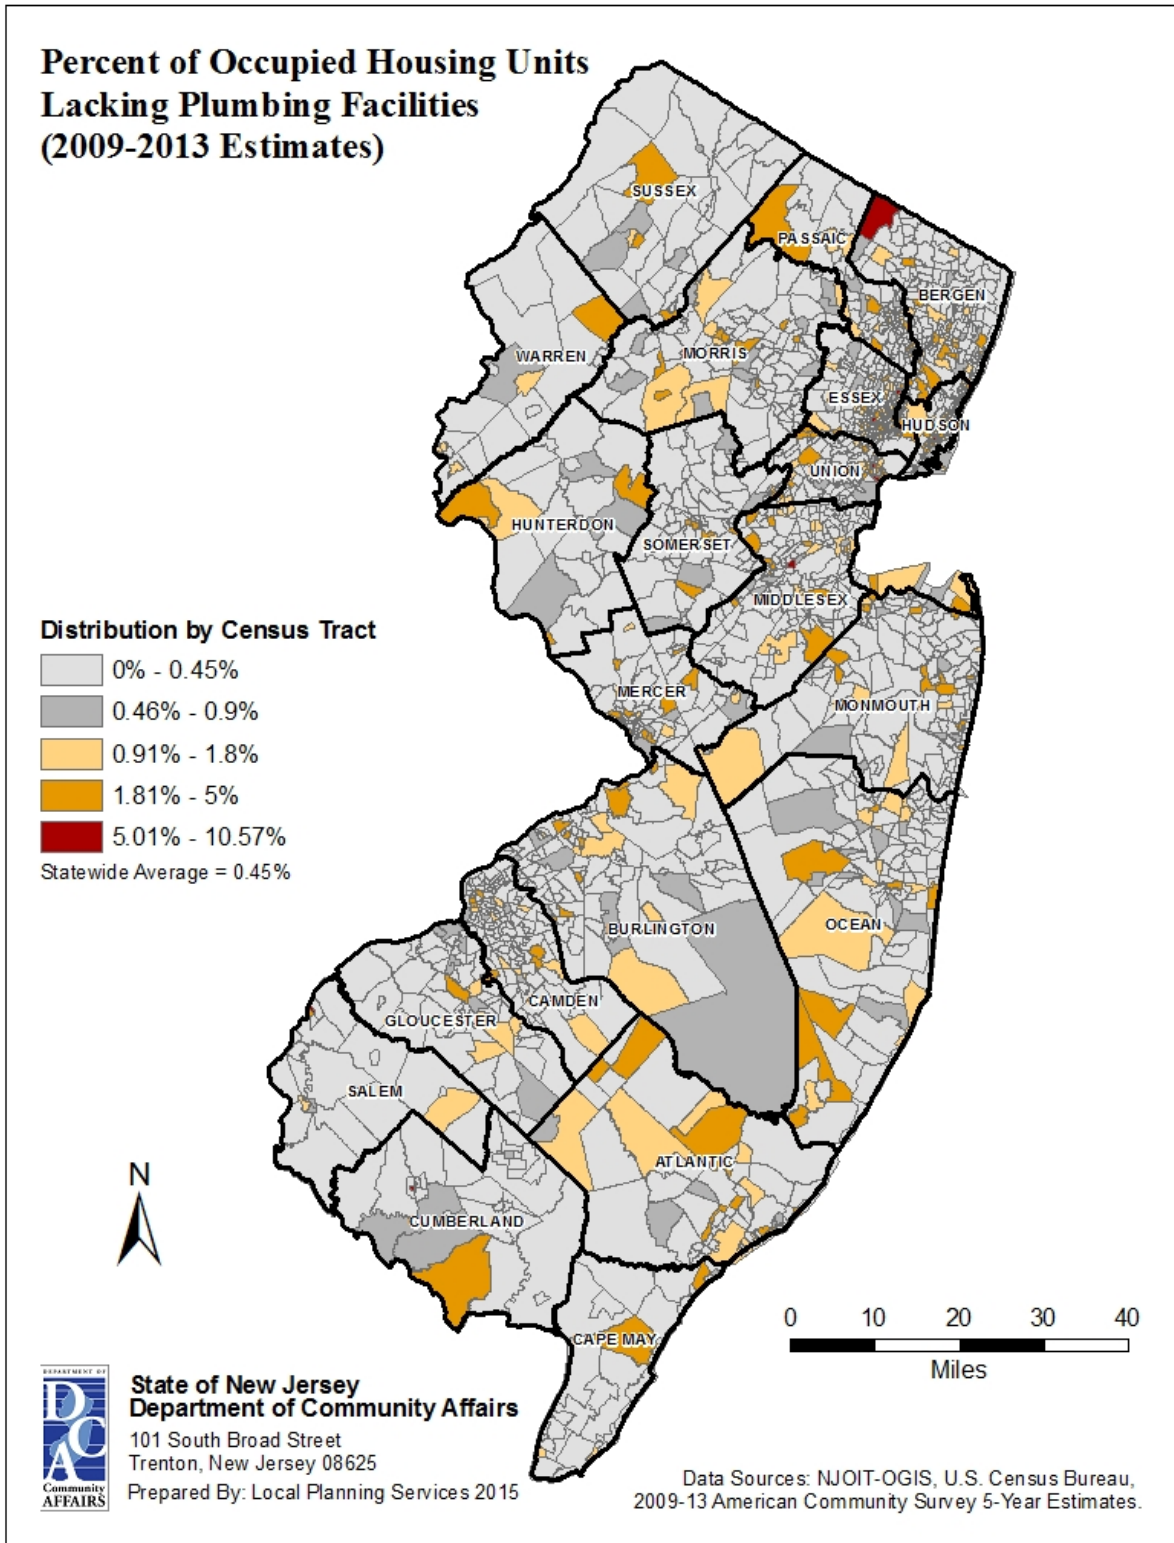 Percent of Occupied Housing Units
Lacking Plumbing Facilities
(2009-2013 Estimates)
SUSSEX
PASSAIC
BERGEN
WARREN
MORRIS
ESSEX
HUDSON
UNION
HUNTERDON
SOMERSET
MIDDLESEX
MERCER
MONMOUTH
Distribution by Census Tract
0% - 0.45%
0.46% - 0.9%
0.91% - 1.8%
1.81% - 5%
5.01% - 10.57%
Statewide Average = 0.45%
OCEAN
BURLINGTON
CAMDEN
GLOUCESTER
SALEM
ATLANTIC
CUMBERLAND
CAPE MAY
N
0 10 20 30 40
Miles
DEPARTMENT OF
DCA
Community
AFFAIRS
State of New Jersey
Department of Community Affairs
101 South Broad Street
Trenton, New Jersey 08625
Prepared By: Local Planning Services 2015
Data Sources: NJOIT-OGIS, U.S. Census Bureau,
2009-13 American Community Survey 5-Year Estimates.